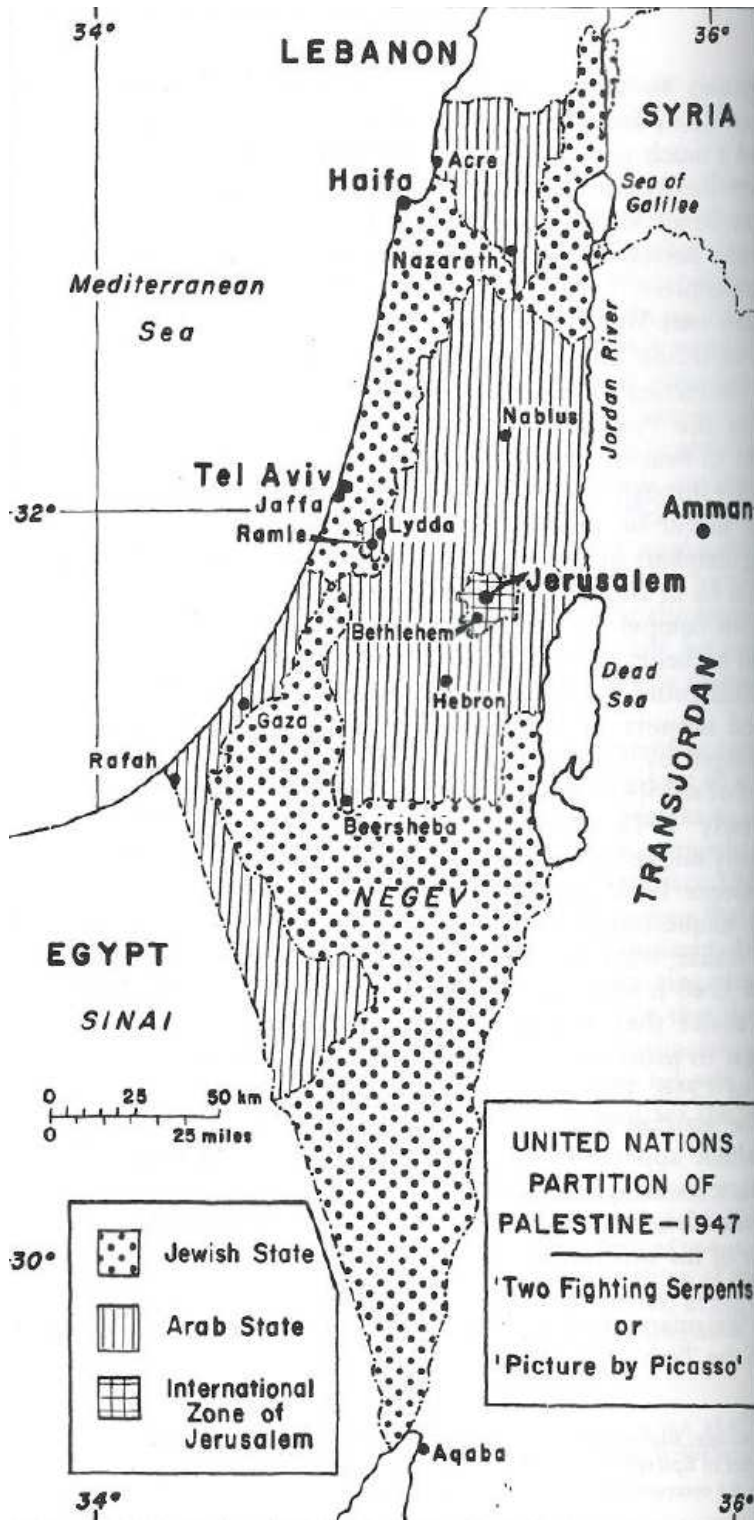 34°
36°
LEBANON
SYRIA
Acre
Haifa
Sea of
Galilee
Nazareth
Mediterranean
Sea
Jordan River
Nablus
Tel Aviv
Jaffa
32°
Amman
Ramle
Lydda
Jerusalem
Bethlehem
Dead
Sea
Hebron
Gaza
Rafah
TRANSJORDAN
Beersheba
NEGEV
EGYPT
SINAI
0 25 50 km
0 25 miles
UNITED NATIONS
PARTITION OF
PALESTINE—1947
'Two Fighting Serpents
or
'Picture by Picasso'
30°
Jewish State
Arab State
International
Zone of
Jerusalem
Aqaba
34°
36°